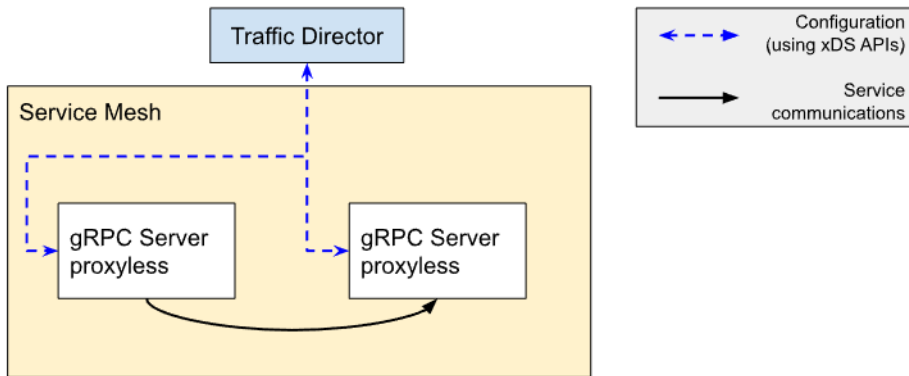 Traffic Director
Service Mesh
gRPC Server
proxyless
gRPC Server
proxyless
Configuration
(using xDS APIs)
Service
communications